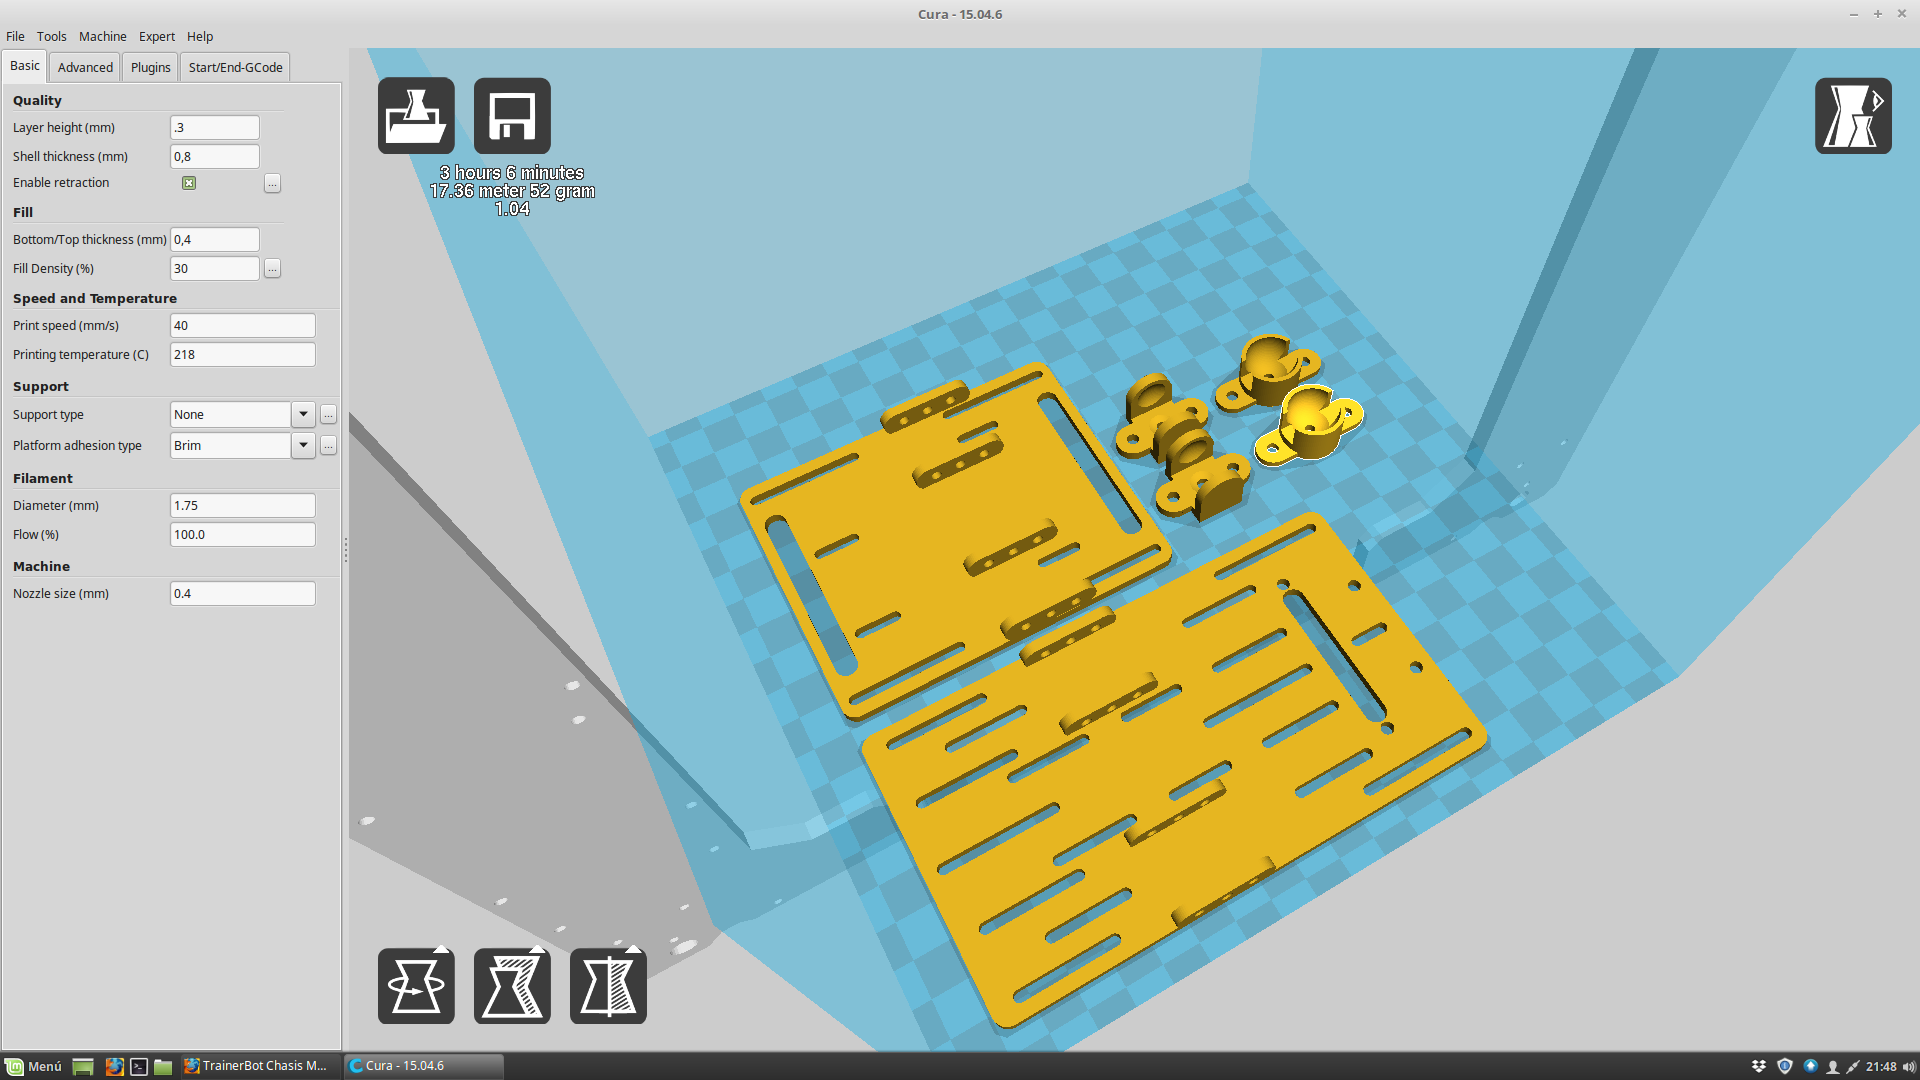 Cura - 15.04.6
File Tools Machine Expert Help
Basic Advanced Plugins Start/End-GCode
Quality
Layer height (mm) .3
Shell thickness (mm) 0,8
Enable retraction ...
Fill
Bottom/Top thickness (mm) 0,4
Fill Density (%) 30 ...
Speed and Temperature
Print speed (mm/s) 40
Printing temperature (C) 218
Support
Support type None ...
Platform adhesion type Brim ...
Filament
Diameter (mm) 1.75
Flow (%) 100.0
Machine
Nozzle size (mm) 0.4
3 hours 6 minutes
17.36 meter 52 gram
1.04
Menú TrainerBot Chasis M... Cura - 15.04.6 21:48